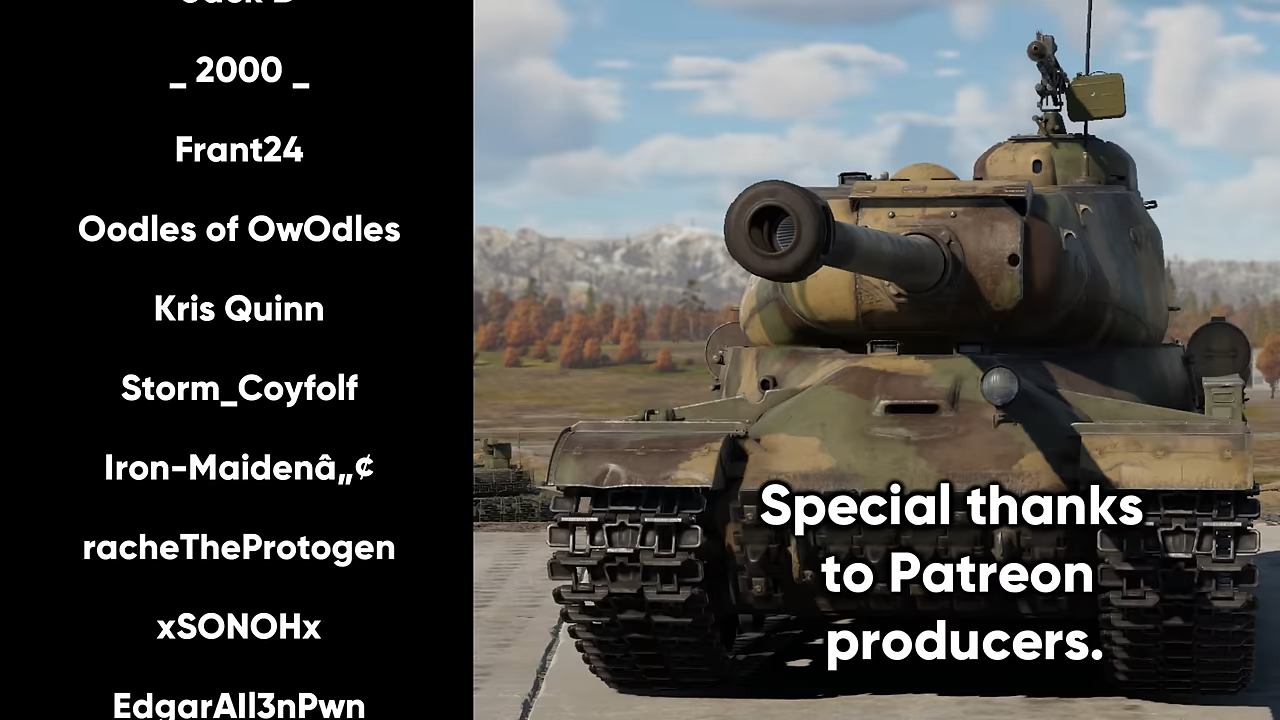 _ 2000 _
Frant24
Oodles of OwOdles
Kris Quinn
Storm_Coyfolf
Iron-Maidenâ„¢
racheTheProtogen
xSONOHx
EdgarAll3nPwn
Special thanks
to Patreon
producers.